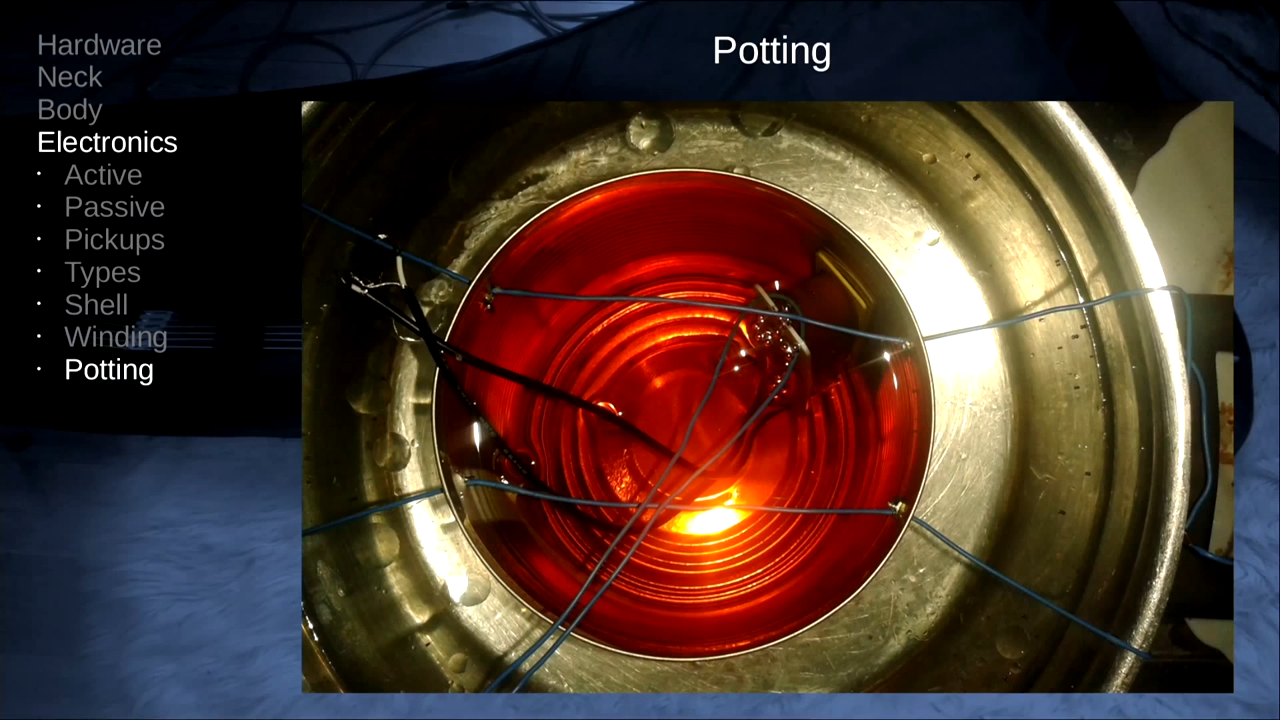 Potting
Hardware
Neck
Body
Electronics
· Active
· Passive
· Pickups
· Types
· Shell
· Winding
· Potting